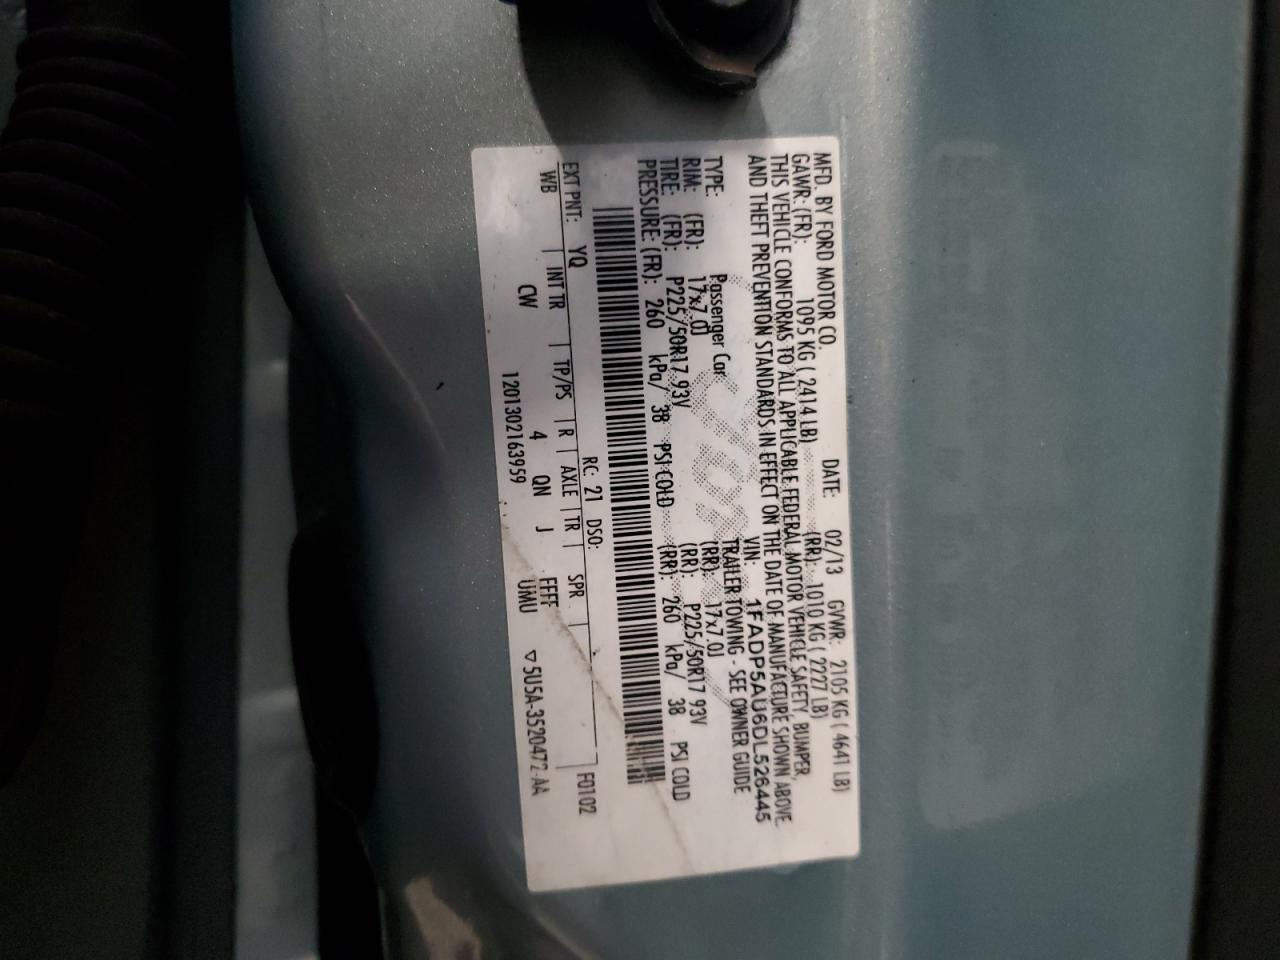 MFD. BY FORD MOTOR CO. DATE: 02/13 GVWR: 2105 KG ( 4641 LB)
GAWR: (FR): 1095 KG ( 2414 LB) (RR): 1010 KG ( 2227 LB)
THIS VEHICLE CONFORMS TO ALL APPLICABLE FEDERAL MOTOR VEHICLE SAFETY, BUMPER,
AND THEFT PREVENTION STANDARDS IN EFFECT ON THE DATE OF MANUFACTURE SHOWN ABOVE.
VIN: 1FADP5AU6DL526445
TYPE: Passenger Car TRAILER TOWING - SEE OWNER GUIDE
RIM: (FR): 17x7.0J (RR): 17x7.0J
TIRE: (FR): P225/50R17 93V (RR): P225/50R17 93V
PRESSURE: (FR): 260 kPa/ 38 PSI COLD (RR): 260 kPa/ 38 PSI COLD
RC: 21 DSO: F0102
EXT PNT: YQ
WB INT TR TP/PS R AXLE TR SPR
CW 4 QN J FFFF
UMU
1201302163959
▽5U5A-3520472-AA